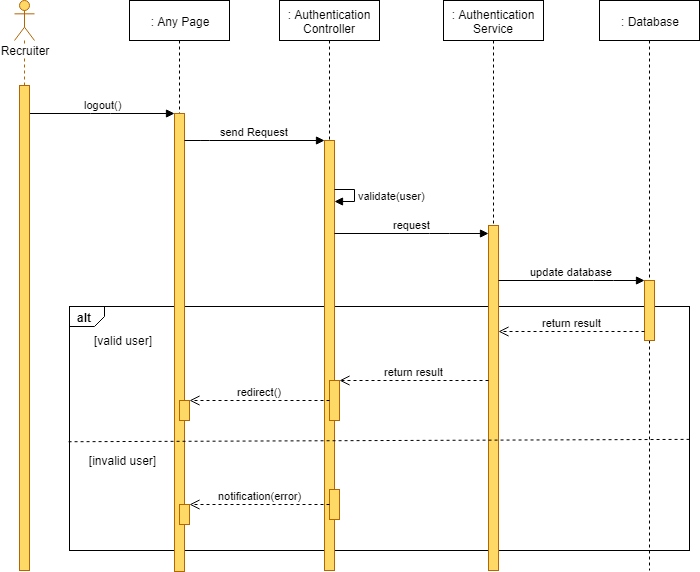 Recruiter
: Any Page
: Authentication
Controller
: Authentication
Service
: Database
logout()
send Request
validate(user)
request
update database
alt
[valid user]
return result
return result
redirect()
[invalid user]
notification(error)